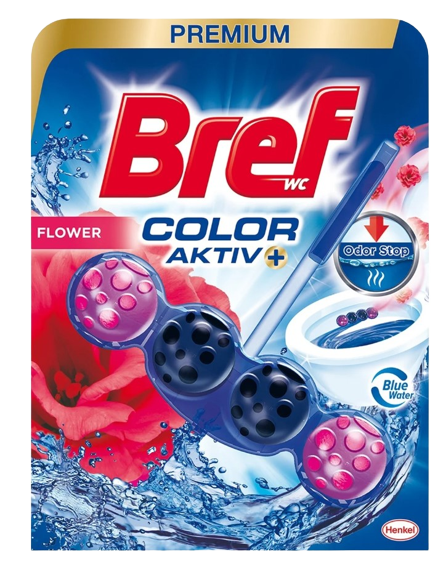 PREMIUM
Bref
WC
FLOWER
COLOR
AKTIV+
Odor Stop
Blue
Water
Henkel